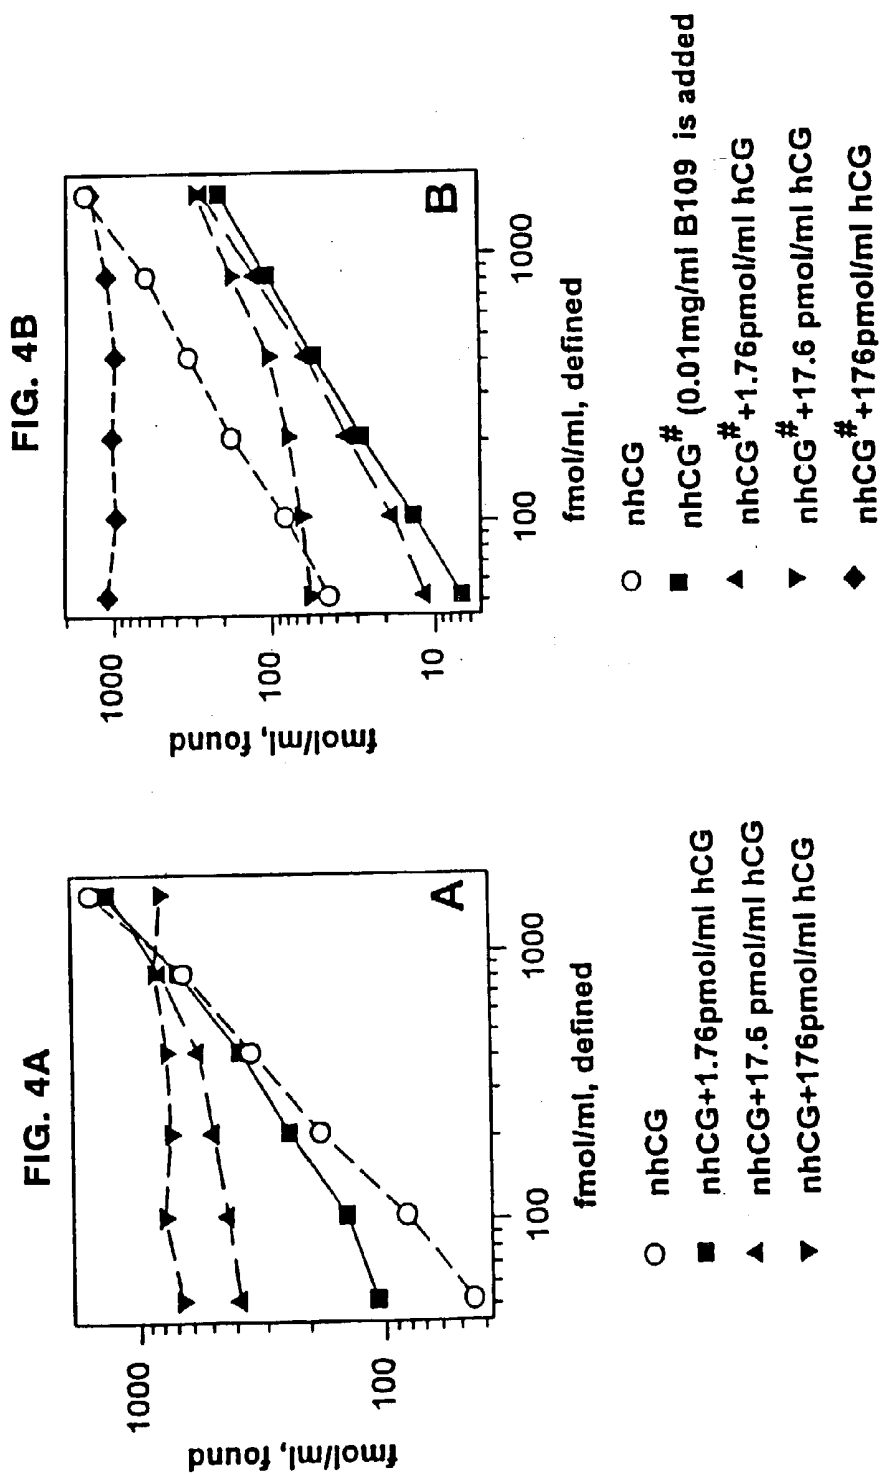 FIG. 4A
fmol/ml, found
1000
100
A
100
1000
fmol/ml, defined
nhCG
nhCG+1.76pmol/ml hCG
nhCG+17.6 pmol/ml hCG
nhCG+176pmol/ml hCG
FIG. 4B
fmol/ml, found
1000
100
10
B
100
1000
fmol/ml, defined
nhCG
nhCG# (0.01mg/ml B109 is added
nhCG#+1.76pmol/ml hCG
nhCG#+17.6 pmol/ml hCG
nhCG#+176pmol/ml hCG